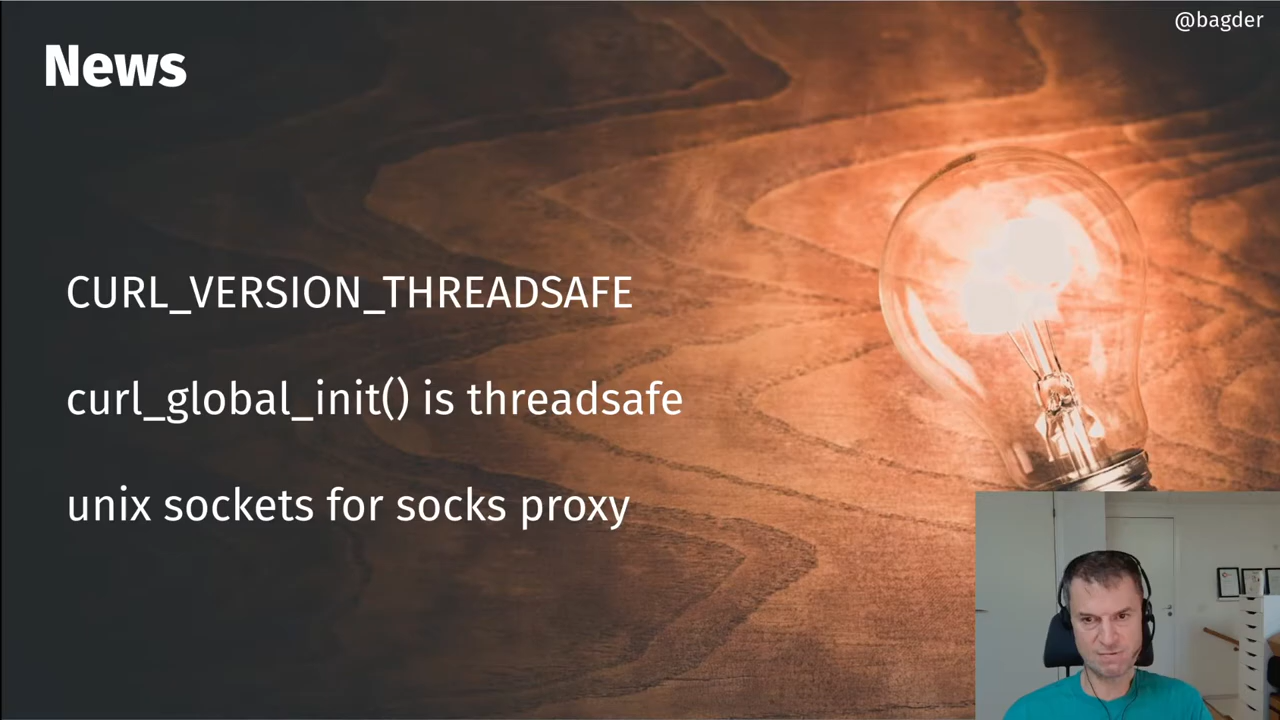 @bagder
News
CURL_VERSION_THREADSAFE
curl_global_init() is threadsafe
unix sockets for socks proxy